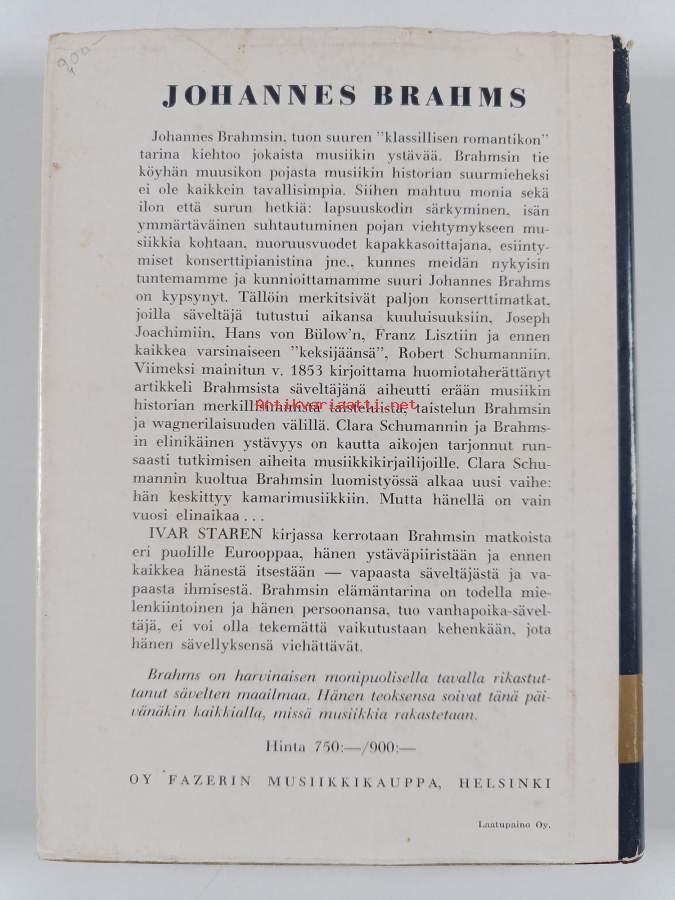 900—
JOHANNES BRAHMS
Johannes Brahmsin, tuon suuren "klassillisen romantikon"
tarina kiehtoo jokaista musiikin ystävää. Brahmsin tie
köyhän muusikon pojasta musiikin historian suurmieheksi
ei ole kaikkein tavallisimpia. Siihen mahtuu monia sekä
ilon että surun hetkiä: lapsuuskodin särkyminen, isän
ymmärtäväinen suhtautuminen pojan viehtymykseen mu-
siikkia kohtaan, nuoruusvuodet kapakkasoittajana, esiinty-
miset konserttipianistina jne., kunnes meidän nykyisin
tuntemamme ja kunnioittamamme suuri Johannes Brahms
on kypsynyt. Tällöin merkitsivät paljon konserttimatkat,
joilla säveltäjä tutustui aikansa kuuluisuuksiin, Joseph
Joachimiin, Hans von Bülow'n, Franz Lisztiin ja ennen
kaikkea varsinaiseen "keksijäänsä", Robert Schumanniin.
Viimeksi mainitun v. 1853 kirjoittama huomiotaherättänyt
artikkeli Brahmsista säveltäjänä aiheutti erään musiikin
historian merkillisimmistä taisteluista, taistelun Brahmsin
Antikvariaatti.net
ja wagnerilaisuuden välillä. Clara Schumannin ja Brahms-
in elinikäinen ystävyys on kautta aikojen tarjonnut run-
saasti tutkimisen aiheita musiikkikirjailijoille. Clara Schu-
mannin kuoltua Brahmsin luomistyössä alkaa uusi vaihe:
hän keskittyy kamarimusiikkiin. Mutta hänellä on vain
vuosi elinaikaa . . .
IVAR STAREN kirjassa kerrotaan Brahmsin matkoista
eri puolille Eurooppaa, hänen ystäväpiiristään ja ennen
kaikkea hänestä itsestään — vapaasta säveltäjästä ja va-
paasta ihmisestä. Brahmsin elämäntarina on todella mie-
lenkiintoinen ja hänen persoonansa, tuo vanhapoika-sävel-
täjä, ei voi olla tekemättä vaikutustaan kehenkään, jota
hänen sävellyksensä viehättävät.
Brahms on harvinaisen monipuolisella tavalla rikastut-
tanut sävelten maailmaa. Hänen teoksensa soivat tänä päi-
vänäkin kaikkialla, missä musiikkia rakastetaan.
Hinta 750:—/900:—
OY FAZERIN MUSIIKKIKAUPPA, HELSINKI
Laatupaino Oy.